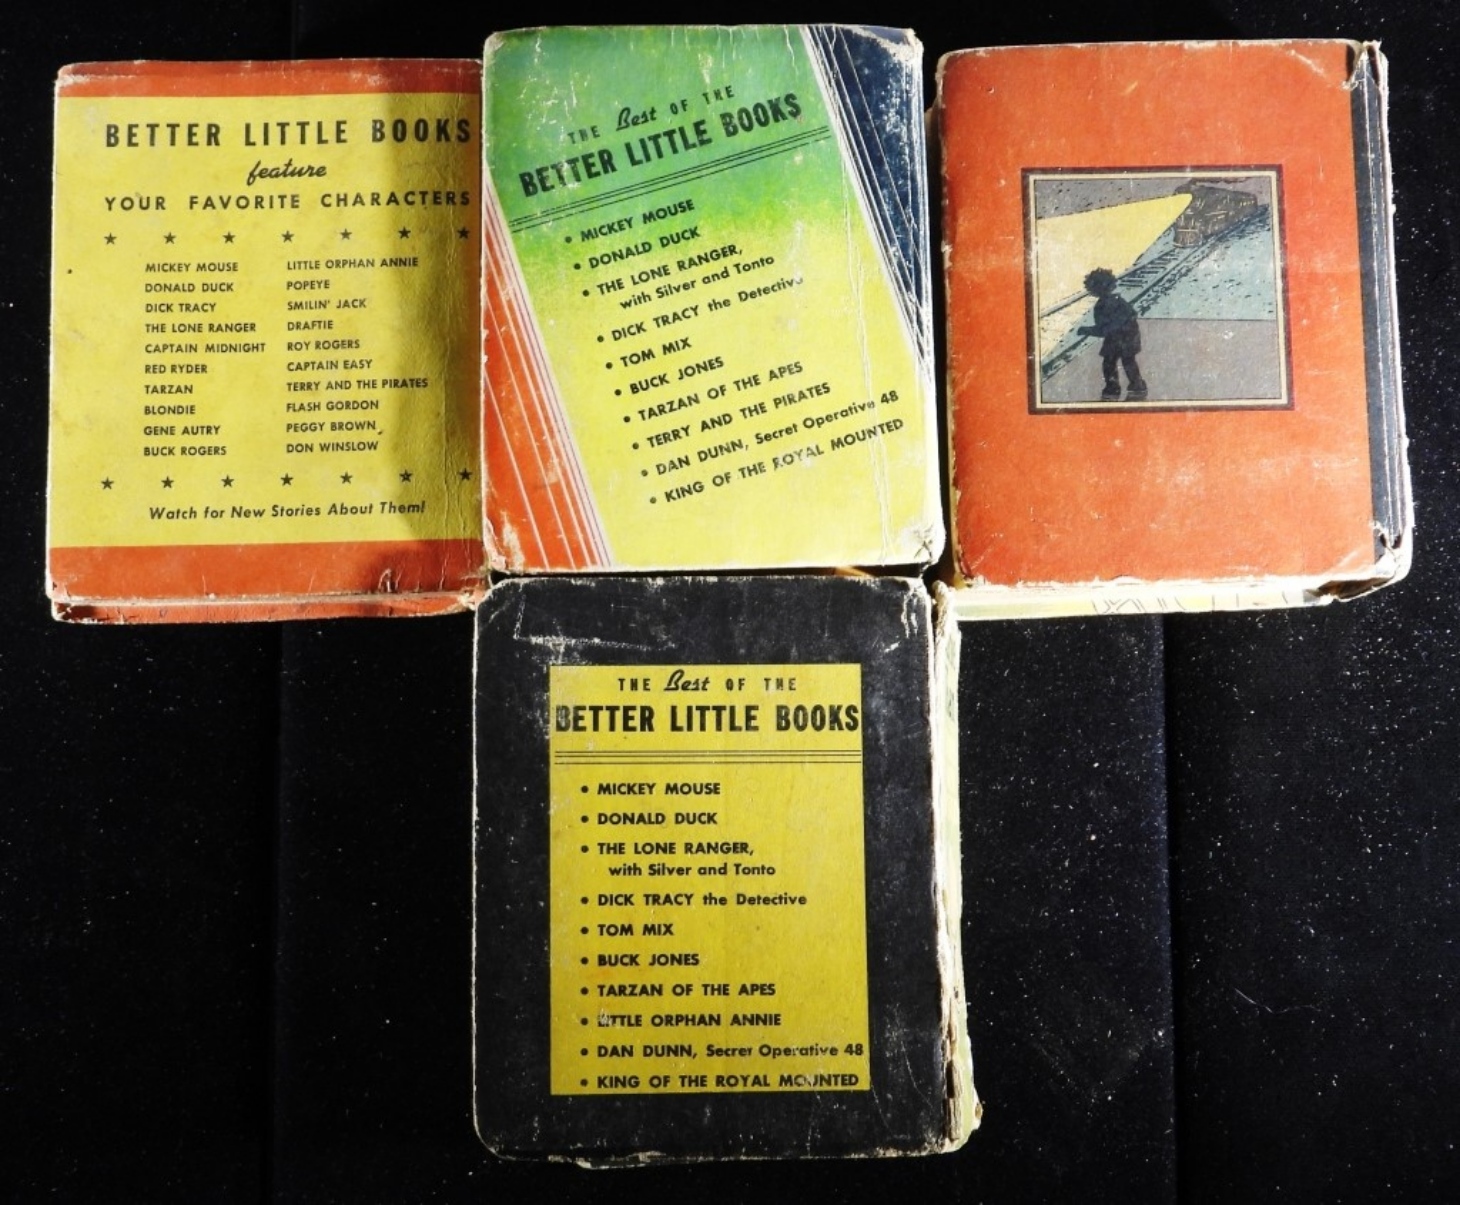 BETTER LITTLE BOOKS
feature
YOUR FAVORITE CHARACTERS
MICKEY MOUSE
DONALD DUCK
DICK TRACY
THE LONE RANGER
CAPTAIN MIDNIGHT
RED RYDER
TARZAN
BLONDIE
GENE AUTRY
BUCK ROGERS
LITTLE ORPHAN ANNIE
POPEYE
SMILIN' JACK
DRAFTIE
ROY ROGERS
CAPTAIN EASY
TERRY AND THE PIRATES
FLASH GORDON
PEGGY BROWN
DON WINSLOW
Watch for New Stories About Them!
THE Best OF THE
BETTER LITTLE BOOKS
• MICKEY MOUSE
• DONALD DUCK
• THE LONE RANGER,
with Silver and Tonto
• DICK TRACY the Detective
• TOM MIX
• BUCK JONES
• TARZAN OF THE APES
• TERRY AND THE PIRATES
• DAN DUNN, Secret Operative 48
• KING OF THE ROYAL MOUNTED
THE Best OF THE
BETTER LITTLE BOOKS
• MICKEY MOUSE
• DONALD DUCK
• THE LONE RANGER,
with Silver and Tonto
• DICK TRACY the Detective
• TOM MIX
• BUCK JONES
• TARZAN OF THE APES
• LITTLE ORPHAN ANNIE
• DAN DUNN, Secret Operative 48
• KING OF THE ROYAL MOUNTED